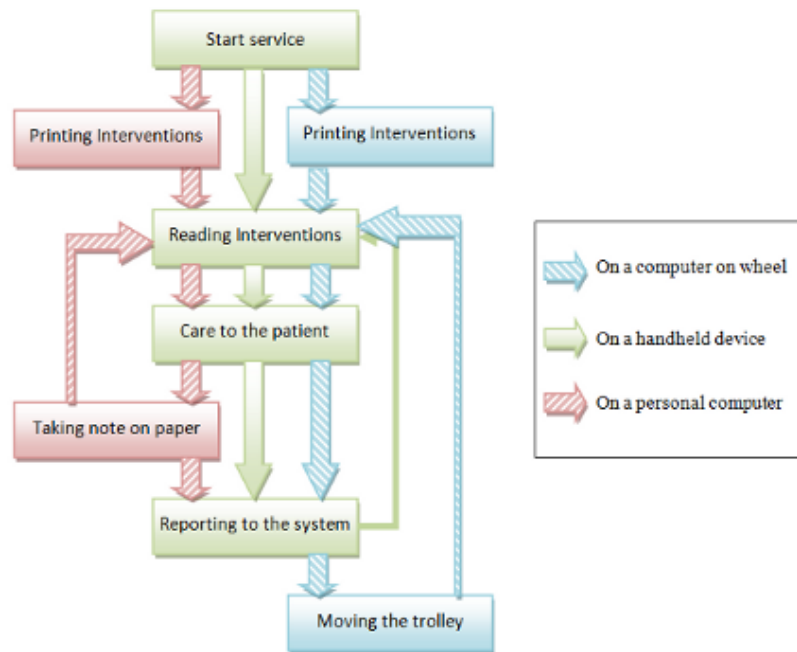 Start service
Printing Interventions
Printing Interventions
Reading Interventions
Care to the patient
Taking note on paper
Reporting to the system
Moving the trolley
On a computer on wheel
On a handheld device
On a personal computer